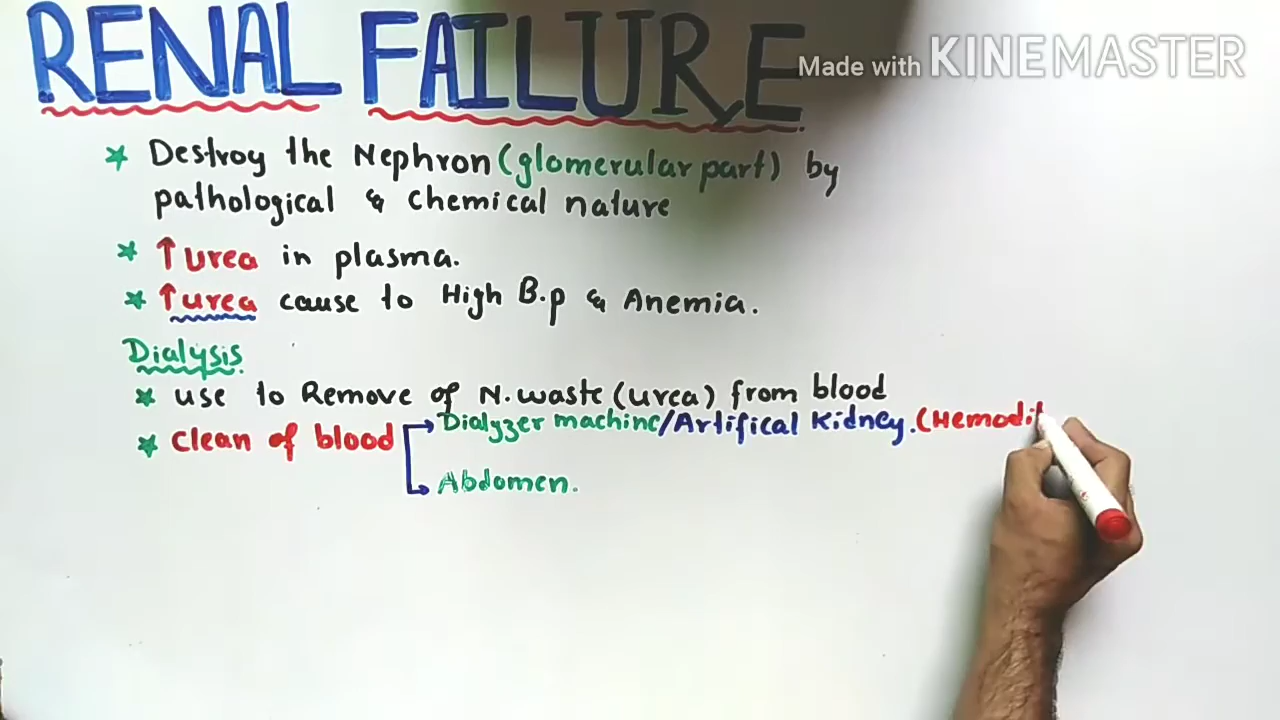 RENAL FAILURE
Made with KINEMASTER
Destroy the Nephron (glomerular part) by
pathological & chemical nature
↑ Urea in plasma.
↑ urea cause to High B.p & Anemia.
Dialysis
use to Remove of N.waste (urea) from blood
Clean of blood
Dialyzer machine/Artifical Kidney. (Hemodi
Abdomen.